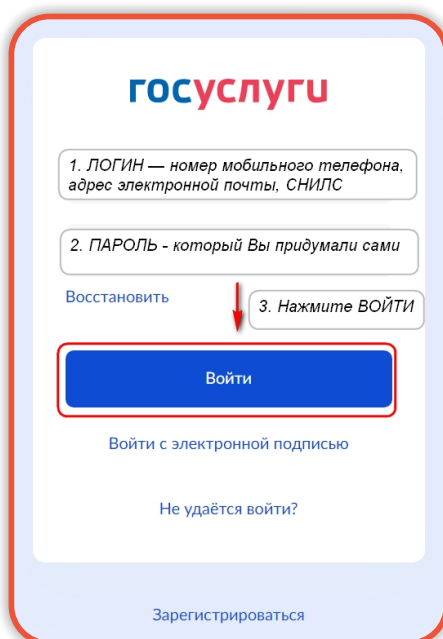 госуслуги
1. ЛОГИН — номер мобильного телефона,
адрес электронной почты, СНИЛС
2. ПАРОЛЬ - который Вы придумали сами
Восстановить
3. Нажмите ВОЙТИ
Войти
Войти с электронной подписью
Не удаётся войти?
Зарегистрироваться